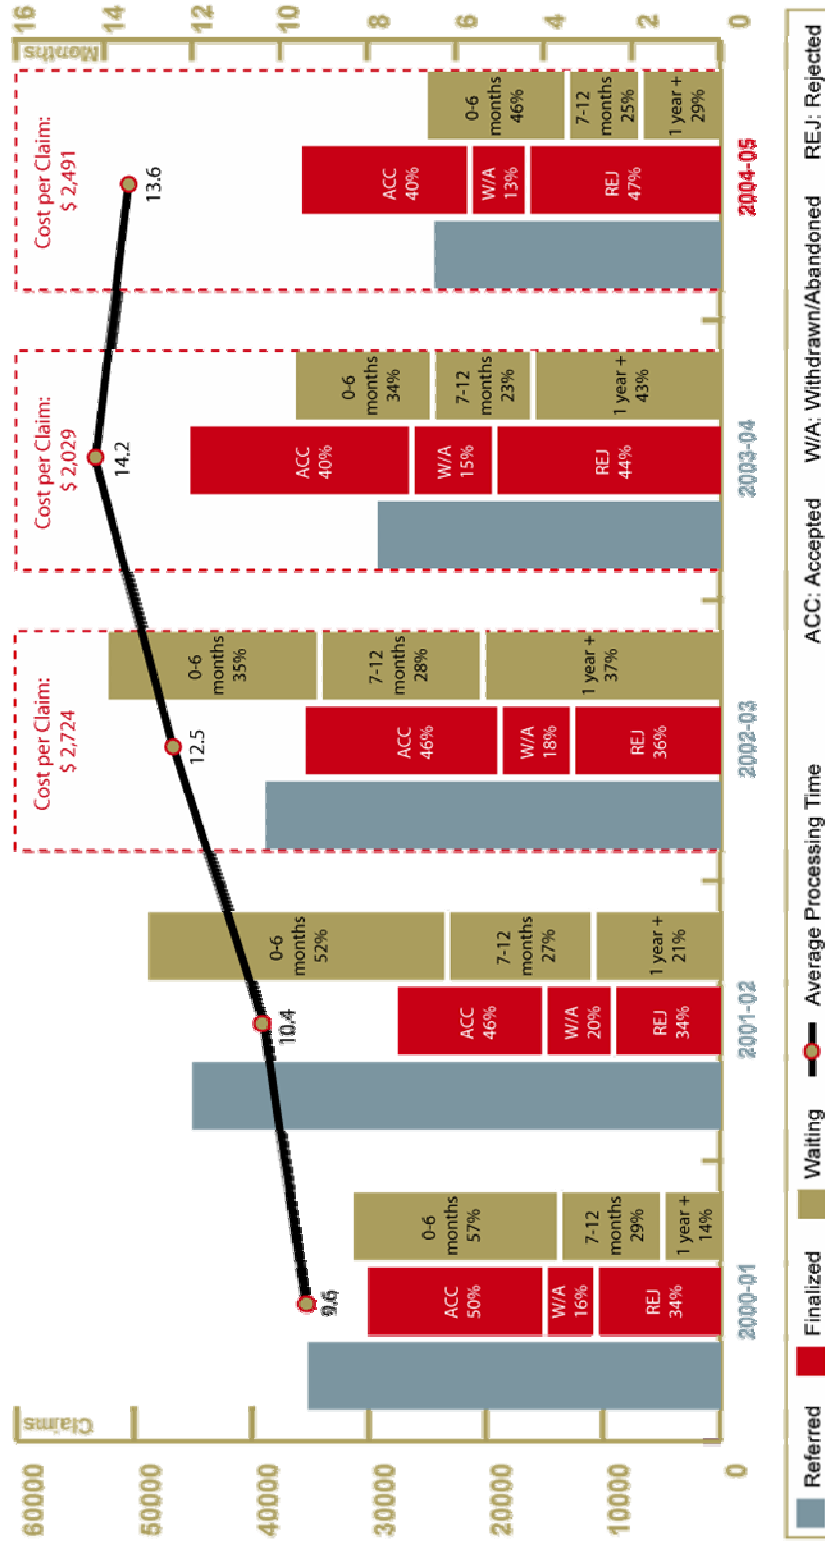 Claims
60000
50000
40000
30000
20000
10000
0
Months
16
14
12
10
8
6
4
2
0
9.6
ACC
50%
W/A
16%
REJ
34%
0-6
months
57%
7-12
months
29%
1 year +
14%
2000-01
10.4
ACC
46%
W/A
20%
REJ
34%
0-6
months
52%
7-12
months
27%
1 year +
21%
2001-02
Cost per Claim:
$ 2,724
12.5
ACC
46%
W/A
18%
REJ
36%
0-6
months
35%
7-12
months
28%
1 year +
37%
2002-03
Cost per Claim:
$ 2,029
14.2
ACC
40%
W/A
15%
REJ
44%
0-6
months
34%
7-12
months
23%
1 year +
43%
2003-04
Cost per Claim:
$ 2,491
13.6
ACC
40%
W/A
13%
REJ
47%
0-6
months
46%
7-12
months
25%
1 year +
29%
2004-05
Referred Finalized Waiting Average Processing Time ACC: Accepted W/A: Withdrawn/Abandoned REJ: Rejected